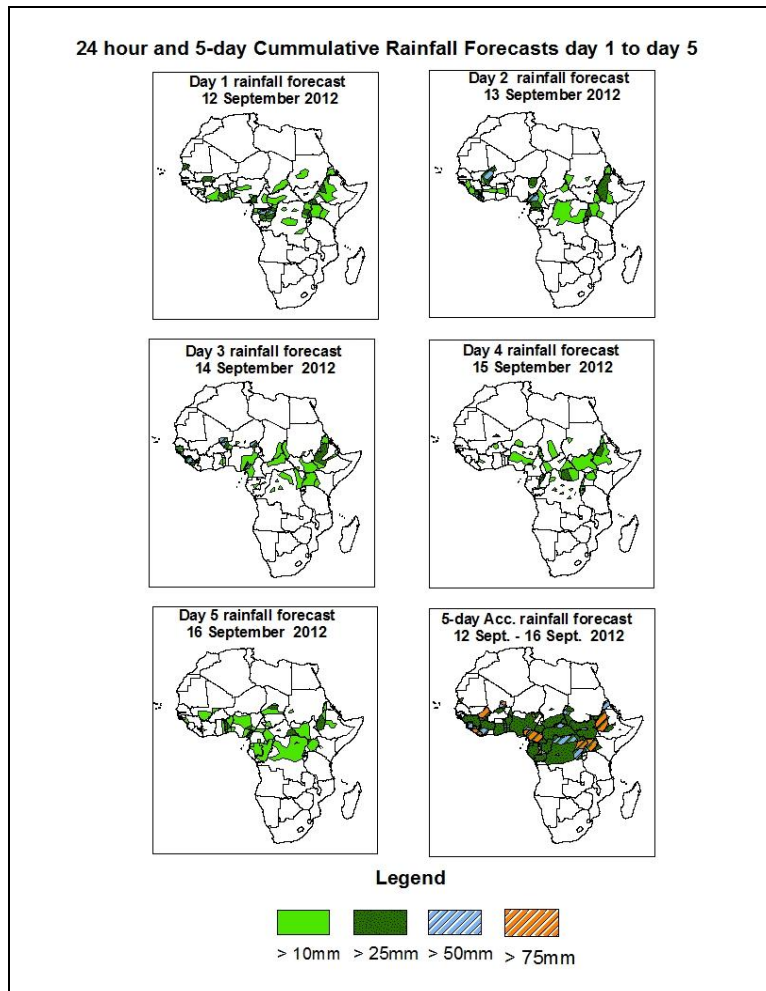 24 hour and 5-day Cummulative Rainfall Forecasts day 1 to day 5
Day 1 rainfall forecast
12 September 2012
Day 2 rainfall forecast
13 September 2012
Day 3 rainfall forecast
14 September 2012
Day 4 rainfall forecast
15 September 2012
Day 5 rainfall forecast
16 September 2012
5-day Acc. rainfall forecast
12 Sept. - 16 Sept. 2012
Legend
> 10mm > 25mm > 50mm > 75mm